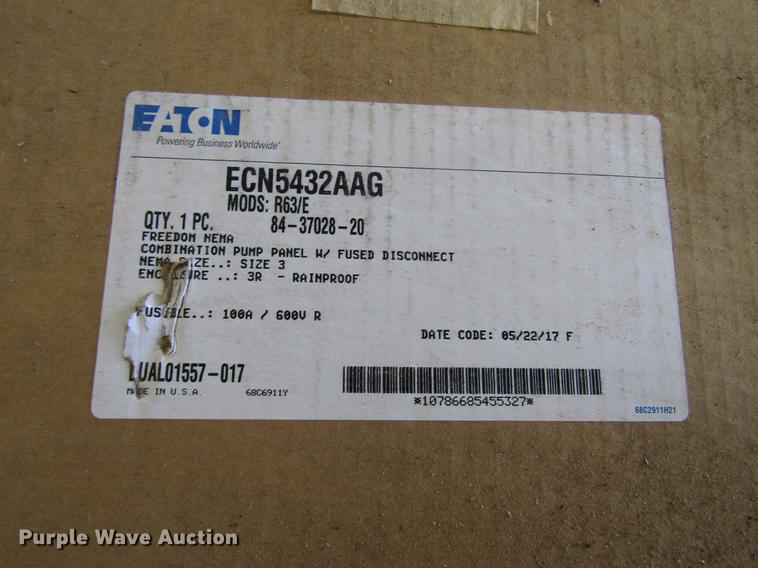 EATON
Powering Business Worldwide
ECN5432AAG
MODS: R63/E
QTY. 1 PC. 84-37028-20
FREEDOM NEMA
COMBINATION PUMP PANEL W/ FUSED DISCONNECT
NEMA SIZE..: SIZE 3
ENCLOSURE ..: 3R - RAINPROOF
FUSIBLE..: 100A / 600V R
DATE CODE: 05/22/17 F
LUAL01557-017
MADE IN U.S.A. 68C6911Y
*10786685455327*
68C2911H21
Purple Wave Auction